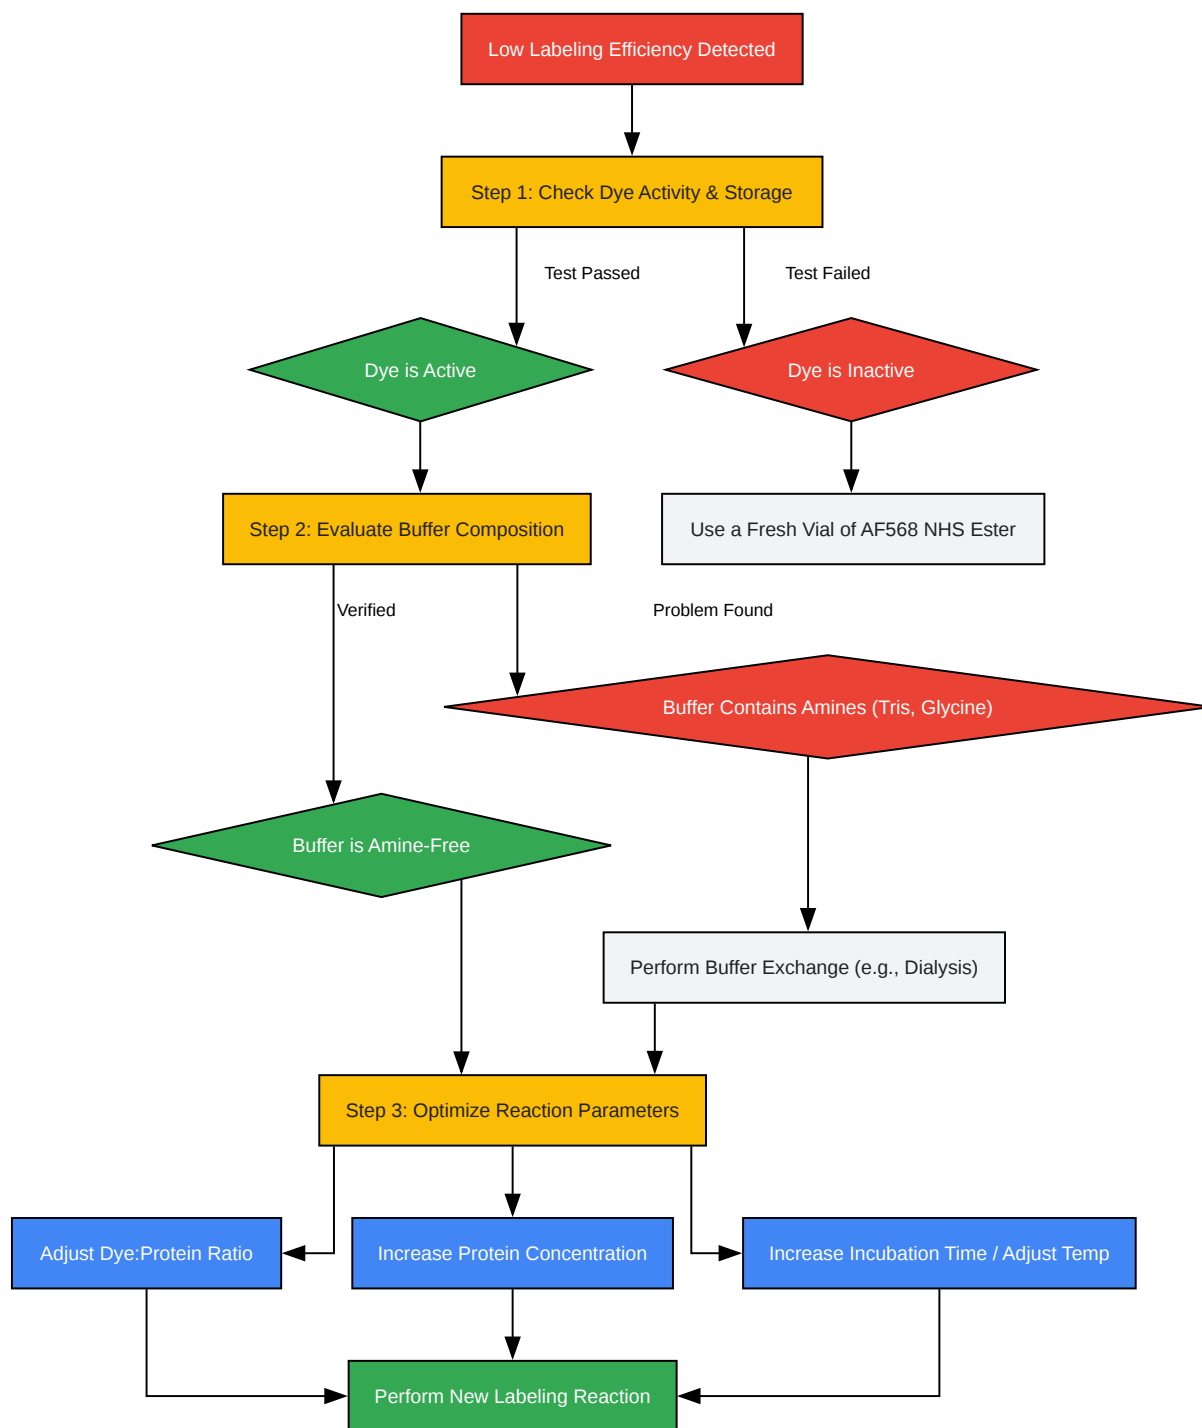 Low Labeling Efficiency Detected
Step 1: Check Dye Activity & Storage
Test Passed
Test Failed
Dye is Active
Dye is Inactive
Step 2: Evaluate Buffer Composition
Use a Fresh Vial of AF568 NHS Ester
Verified
Problem Found
Buffer Contains Amines (Tris, Glycine)
Buffer is Amine-Free
Perform Buffer Exchange (e.g., Dialysis)
Step 3: Optimize Reaction Parameters
Adjust Dye:Protein Ratio
Increase Protein Concentration
Increase Incubation Time / Adjust Temp
Perform New Labeling Reaction